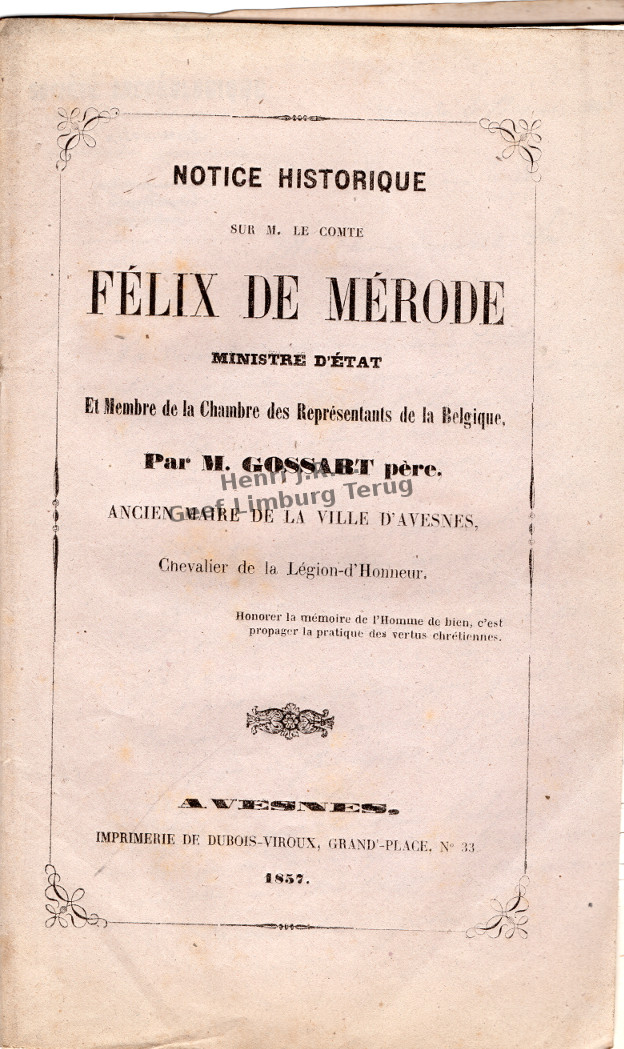 NOTICE HISTORIQUE
SUR M. LE COMTE
FÉLIX DE MÉRODE
MINISTRE D'ÉTAT
Et Membre de la Chambre des Représentants de la Belgique,
Par M. GOSSART père.
Henri J.R.
Geef Limburg Terug
ANCIEN MAIRE DE LA VILLE D'AVESNES,
Chevalier de la Légion-d'Honneur.
Honorer la mémoire de l'Homme de bien, c'est
propager la pratique des vertus chrétiennes.
AVESNES,
IMPRIMERIE DE DUBOIS-VIROUX, GRAND'-PLACE, N° 33
1857.